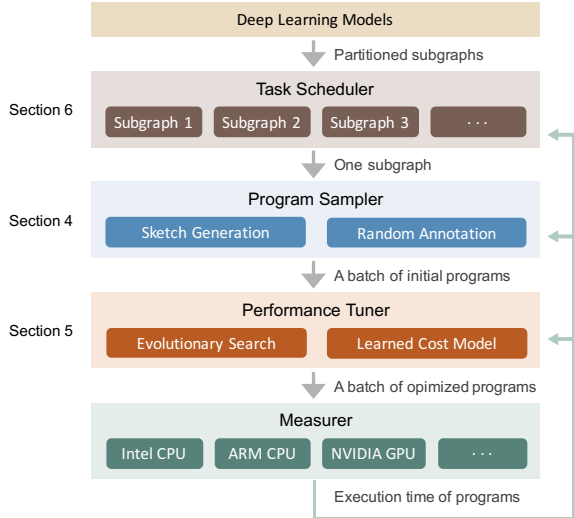 Deep Learning Models
Partitioned subgraphs
Section 6
Task Scheduler
Subgraph 1 Subgraph 2 Subgraph 3 ···
One subgraph
Section 4
Program Sampler
Sketch Generation Random Annotation
A batch of initial programs
Section 5
Performance Tuner
Evolutionary Search Learned Cost Model
A batch of opimized programs
Measurer
Intel CPU ARM CPU NVIDIA GPU ···
Execution time of programs